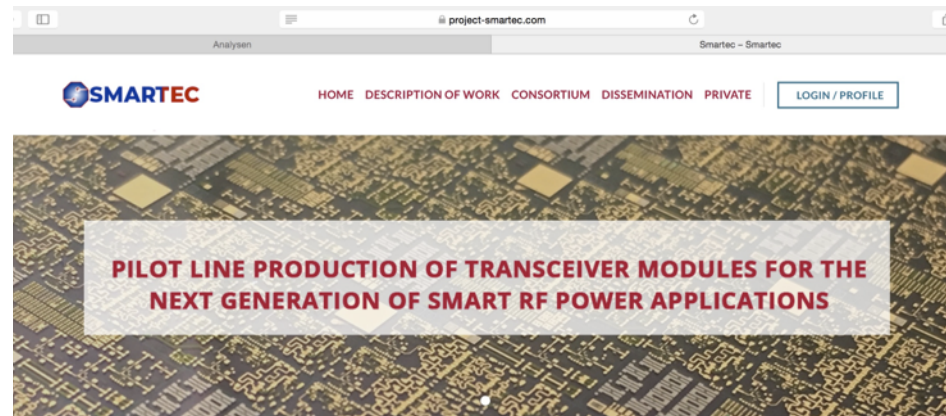 project-smartec.com
Analysen
Smartec – Smartec
SMARTEC
HOME DESCRIPTION OF WORK CONSORTIUM DISSEMINATION PRIVATE LOGIN / PROFILE
PILOT LINE PRODUCTION OF TRANSCEIVER MODULES FOR THE
NEXT GENERATION OF SMART RF POWER APPLICATIONS